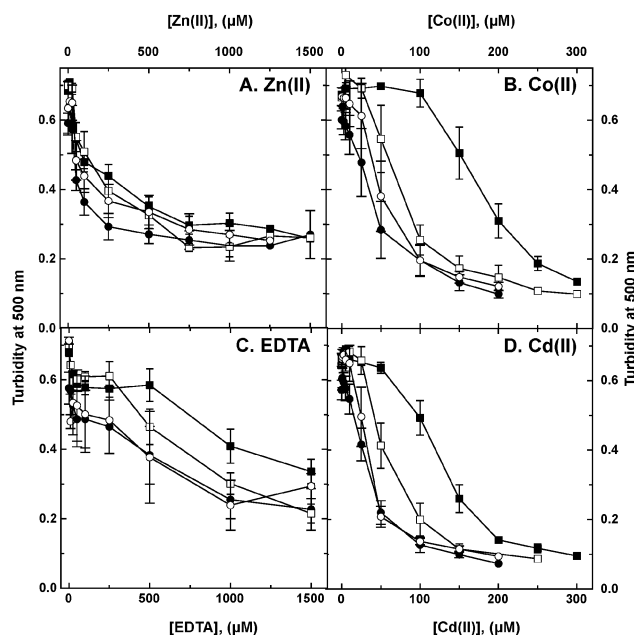 [Zn(II)], (µM) [Co(II)], (µM)
0 500 1000 1500 0 100 200 300
A. Zn(II) B. Co(II)
0.6 0.6
0.4 0.4
0.2 0.2
0.0 0.0
Turbidity at 500 nm Turbidity at 500 nm
C. EDTA D. Cd(II)
0.6 0.6
0.4 0.4
0.2 0.2
0.0 0.0
0 500 1000 1500 0 100 200 300
[EDTA], (µM) [Cd(II)], (µM)